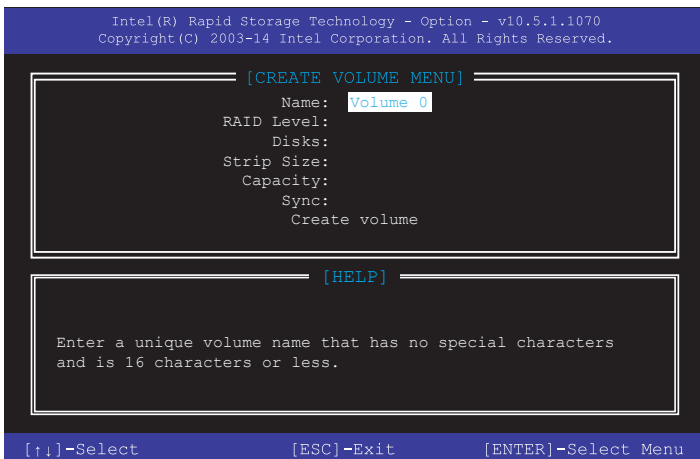 Intel(R) Rapid Storage Technology - Option - v10.5.1.1070
Copyright(C) 2003-14 Intel Corporation. All Rights Reserved.
[CREATE VOLUME MENU]
Name: Volume 0
RAID Level:
Disks:
Strip Size:
Capacity:
Sync:
Create volume
[HELP]
Enter a unique volume name that has no special characters
and is 16 characters or less.
[↑↓]-Select [ESC]-Exit [ENTER]-Select Menu